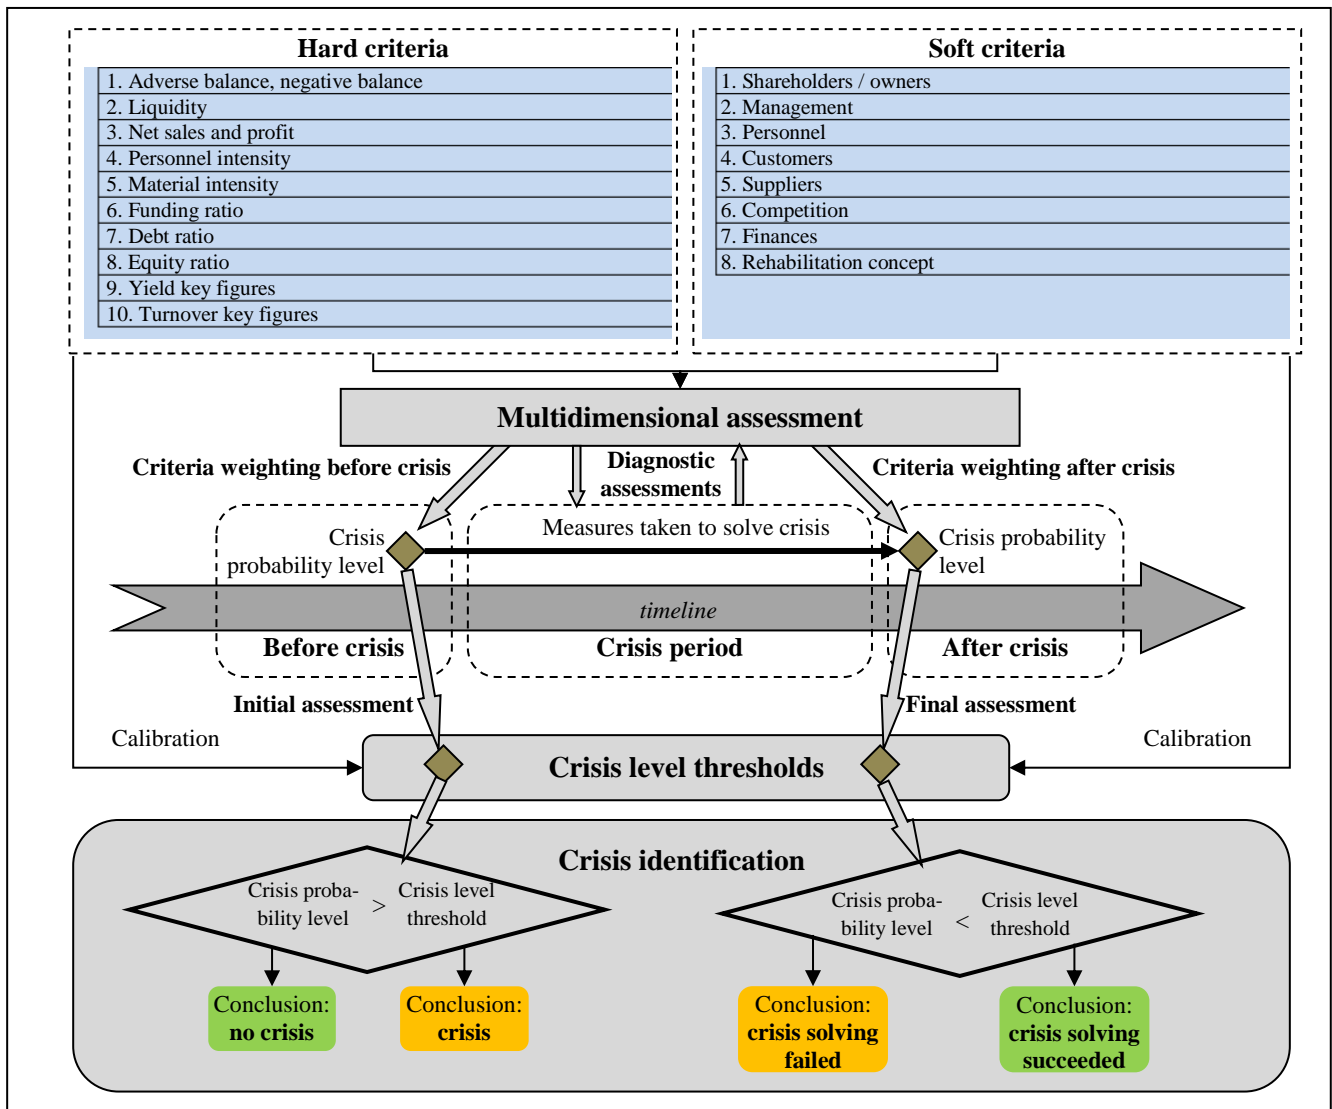 Hard criteria
1. Adverse balance, negative balance
2. Liquidity
3. Net sales and profit
4. Personnel intensity
5. Material intensity
6. Funding ratio
7. Debt ratio
8. Equity ratio
9. Yield key figures
10. Turnover key figures
Soft criteria
1. Shareholders / owners
2. Management
3. Personnel
4. Customers
5. Suppliers
6. Competition
7. Finances
8. Rehabilitation concept
Multidimensional assessment
Criteria weighting before crisis
Diagnostic
assessments
Criteria weighting after crisis
Crisis
probability level
Measures taken to solve crisis
Crisis probability
level
timeline
Before crisis
Crisis period
After crisis
Initial assessment
Final assessment
Calibration
Calibration
Crisis level thresholds
Crisis identification
Crisis proba-
bility level
>
Crisis level
threshold
Crisis proba-
bility level
<
Crisis level
threshold
Conclusion:
no crisis
Conclusion:
crisis
Conclusion:
crisis solving
failed
Conclusion:
crisis solving
succeeded